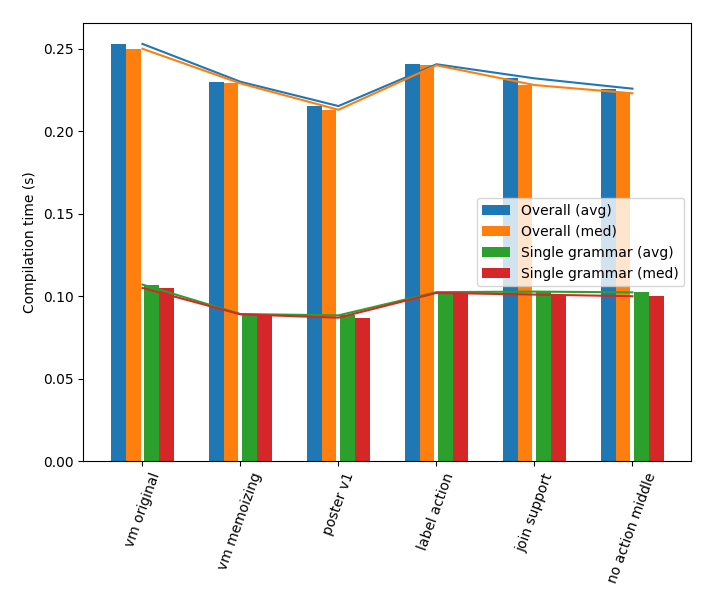 0.25
0.20
0.15
0.10
0.05
0.00
Compilation time (s)
Overall (avg)
Overall (med)
Single grammar (avg)
Single grammar (med)
vm original
vm memoizing
poster v1
label action
join support
no action middle